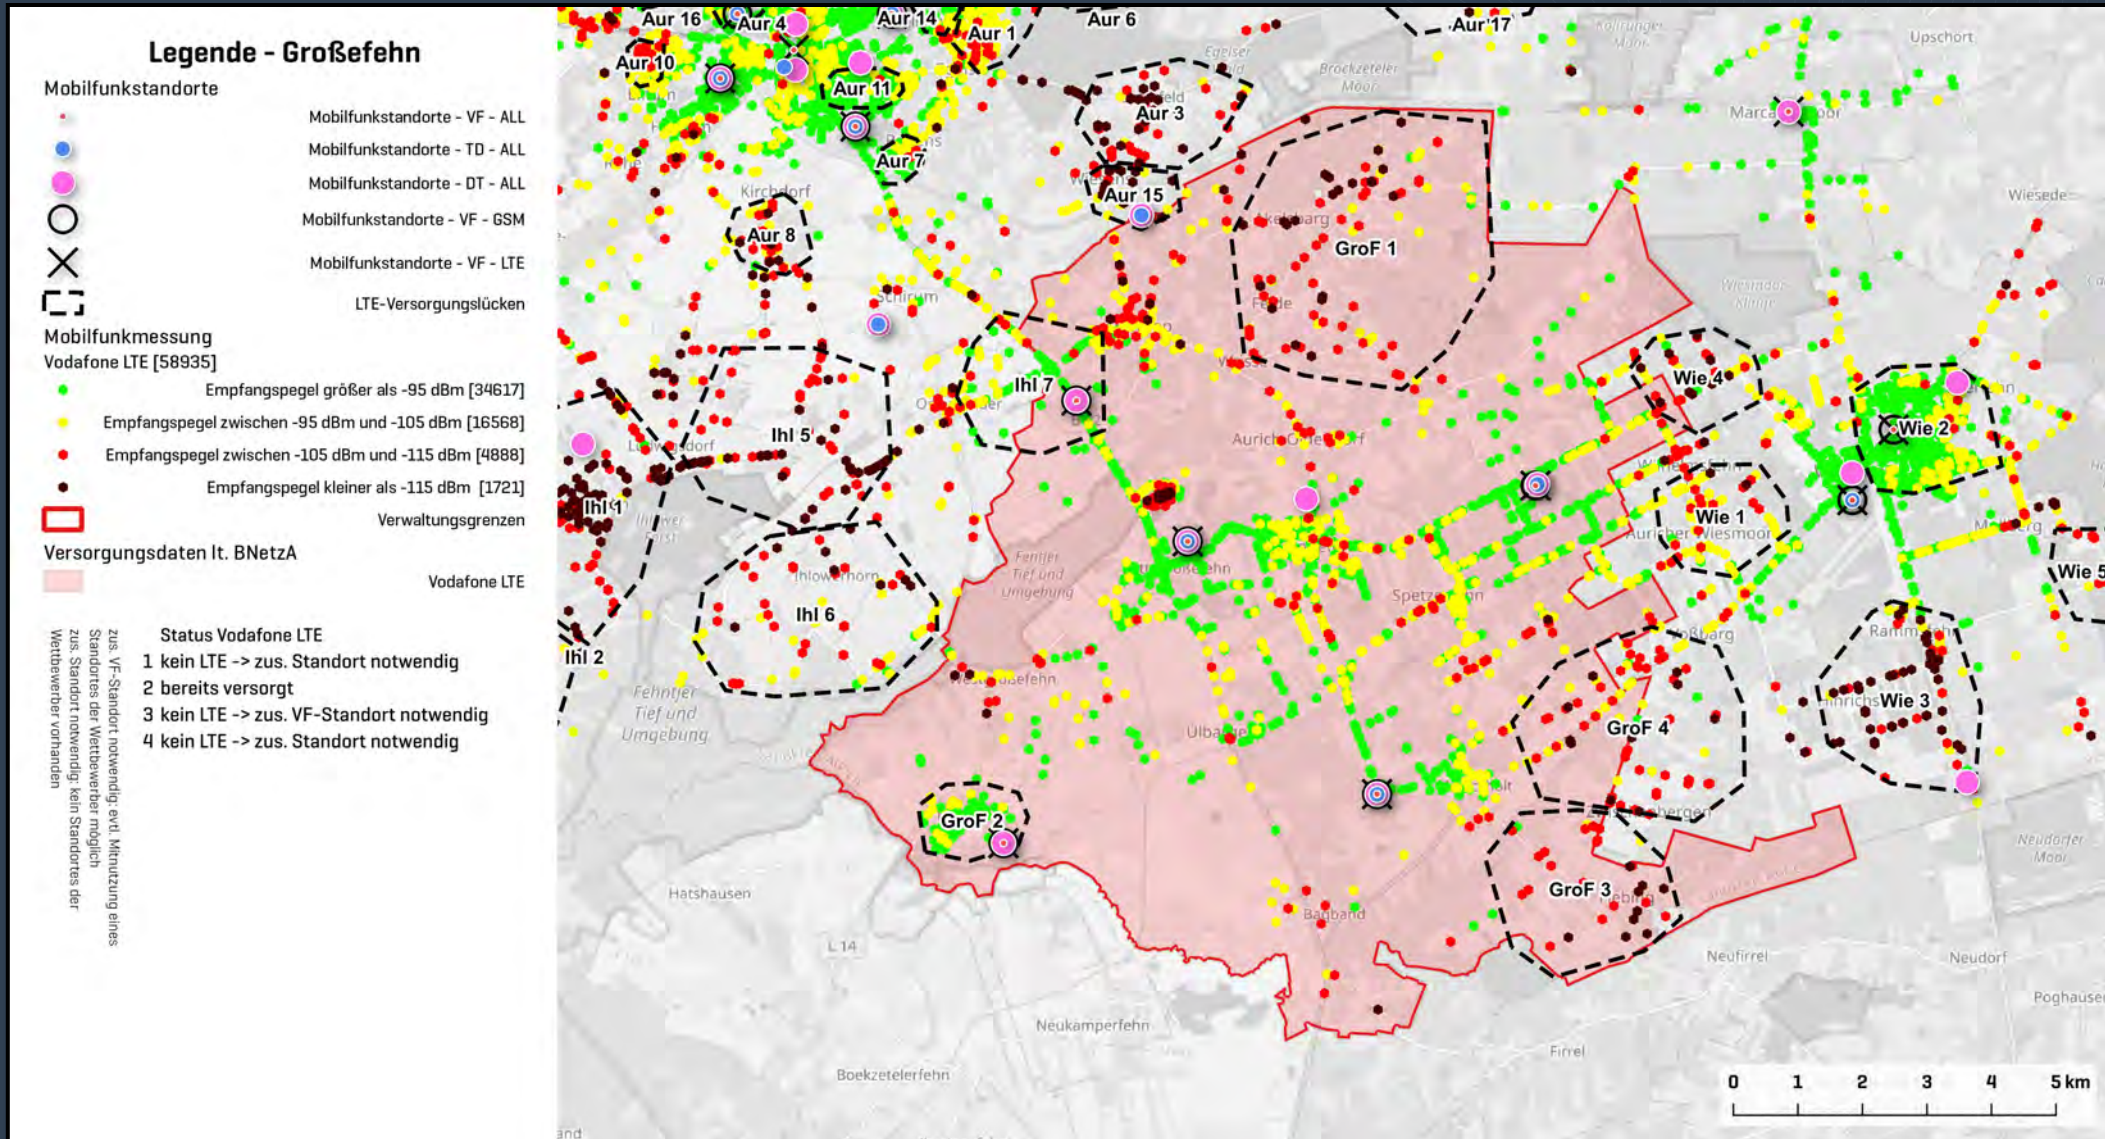 Legende - Großefehn
Mobilfunkstandorte
Mobilfunkstandorte - VF - ALL
Mobilfunkstandorte - TD - ALL
Mobilfunkstandorte - DT - ALL
Mobilfunkstandorte - VF - GSM
Mobilfunkstandorte - VF - LTE
LTE-Versorgungslücken
Mobilfunkmessung
Vodafone LTE [58935]
Empfangspegel größer als -95 dBm [34617]
Empfangspegel zwischen -95 dBm und -105 dBm [16568]
Empfangspegel zwischen -105 dBm und -115 dBm [4888]
Empfangspegel kleiner als -115 dBm [1721]
Verwaltungsgrenzen
Versorgungsdaten lt. BNetzA
Vodafone LTE
Status Vodafone LTE
1 kein LTE -> zus. Standort notwendig
2 bereits versorgt
3 kein LTE -> zus. VF-Standort notwendig
4 kein LTE -> zus. Standort notwendig
zus. VF-Standort notwendig; evtl. Mitnutzung eines
Standortes der Wettbewerber möglich
zus. Standort notwendig; kein Standortes der
Wettbewerber vorhanden
Aur 16
Aur 4
Aur 14
Aur 1
Aur 6
Aur 17
Upschort
Aur 10
Brockzeteler
Moor
Aur 11
Aur 3
Aur 7
Kirchdorf
Aur 15
Wiesede
Aur 8
GroF 1
Schirum
Ihl 7
Wie 4
Ihl 5
Wie 2
Ihl 1
Wie 1
Auricher Wiesmoor
Fehntjer
Tief und
Umgebung
Wie 5
Ihlowerhorn
Ihl 6
Ihl 2
Fehntjer
Tief und
Umgebung
Wie 3
GroF 4
GroF 2
GroF 3
Hatshausen
Bagband
L 14
Neudorfer
Moor
Neufirrel
Neudorf
Neukamperfehn
Firrel
Boekzetelerfehn
0 1 2 3 4 5 km